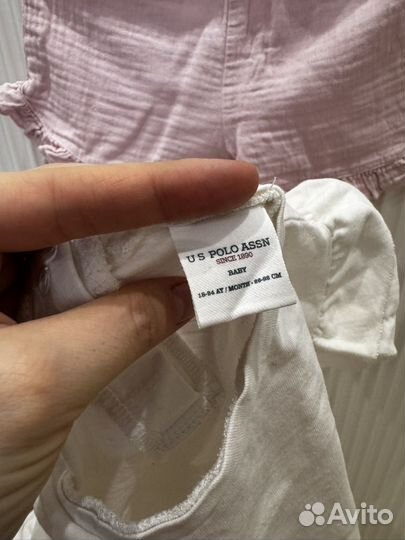 U S POLO ASSN
SINCE 1890
BABY
18-24 AY / MONTH - 86-92 CM
Avito